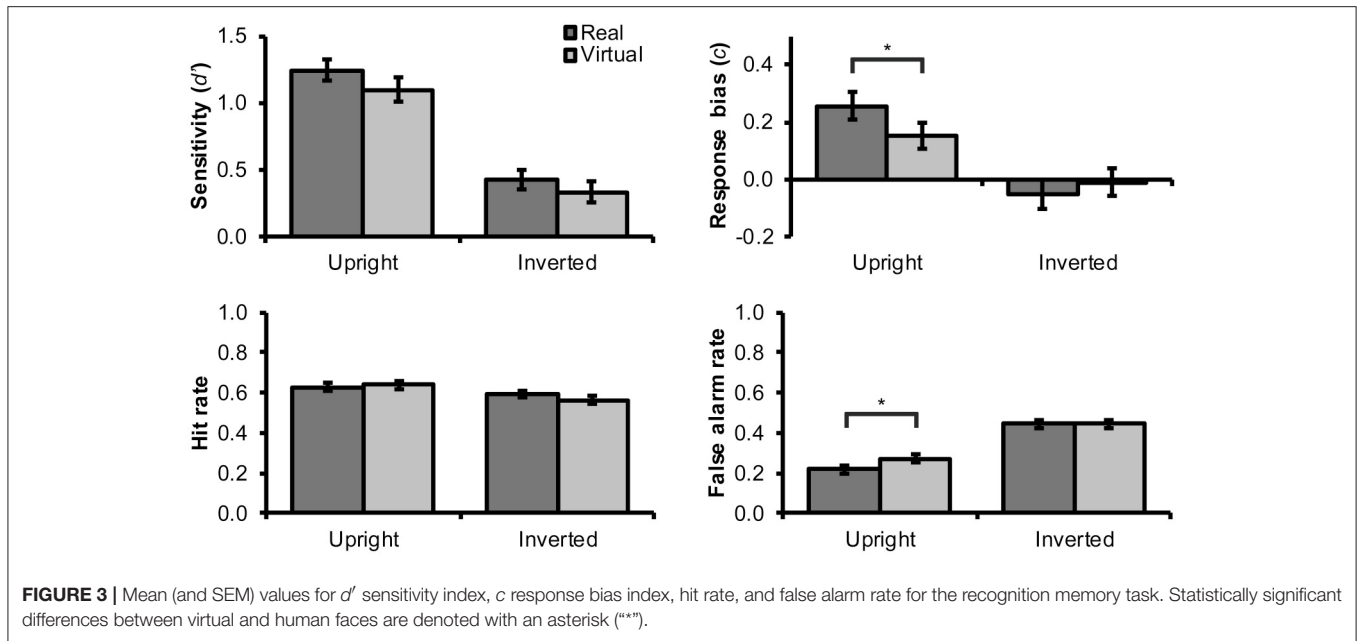 Real
Virtual
Sensitivity (d')
1.5
1.0
0.5
0.0
Upright
Inverted
Response bias (c)
0.4
0.2
0.0
-0.2
*
Upright
Inverted
Hit rate
1.0
0.8
0.6
0.4
0.2
0.0
Upright
Inverted
False alarm rate
1.0
0.8
0.6
0.4
0.2
0.0
*
Upright
Inverted
FIGURE 3 | Mean (and SEM) values for d′ sensitivity index, c response bias index, hit rate, and false alarm rate for the recognition memory task. Statistically significant
differences between virtual and human faces are denoted with an asterisk (“*”).